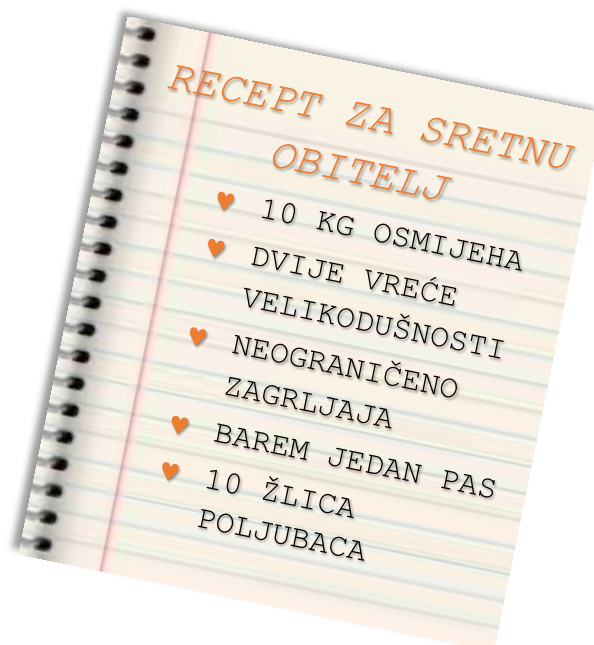 RECEPT ZA SRETNU
OBITELJ
♥ 10 KG OSMIJEHA
♥ DVIJE VREĆE
VELIKODUŠNOSTI
♥ NEOGRANIČENO
ZAGRLJAJA
♥ BAREM JEDAN PAS
♥ 10 ŽLICA
POLJUBACA